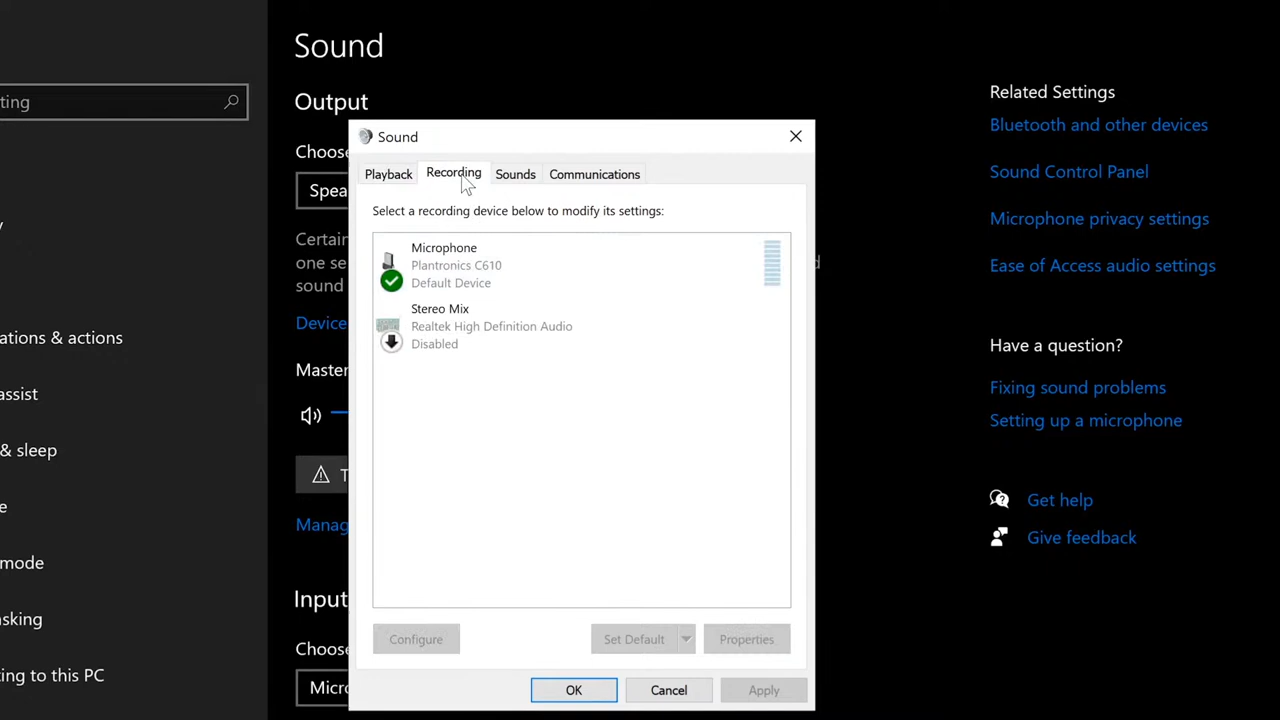 Sound
ting
Output
Related Settings
Bluetooth and other devices
Sound
Choose
Playback
Recording
Sounds
Communications
Sound Control Panel
Spea
Select a recording device below to modify its settings:
Microphone privacy settings
Certain
one se
sound
Microphone
Plantronics C610
Default Device
Ease of Access audio settings
Stereo Mix
Realtek High Definition Audio
Disabled
Device
ations & actions
Have a question?
Master
Fixing sound problems
assist
Setting up a microphone
& sleep
T
Get help
e
Manag
Give feedback
mode
Input
asking
Configure
Set Default
Properties
Choose
ting to this PC
Micro
OK
Cancel
Apply